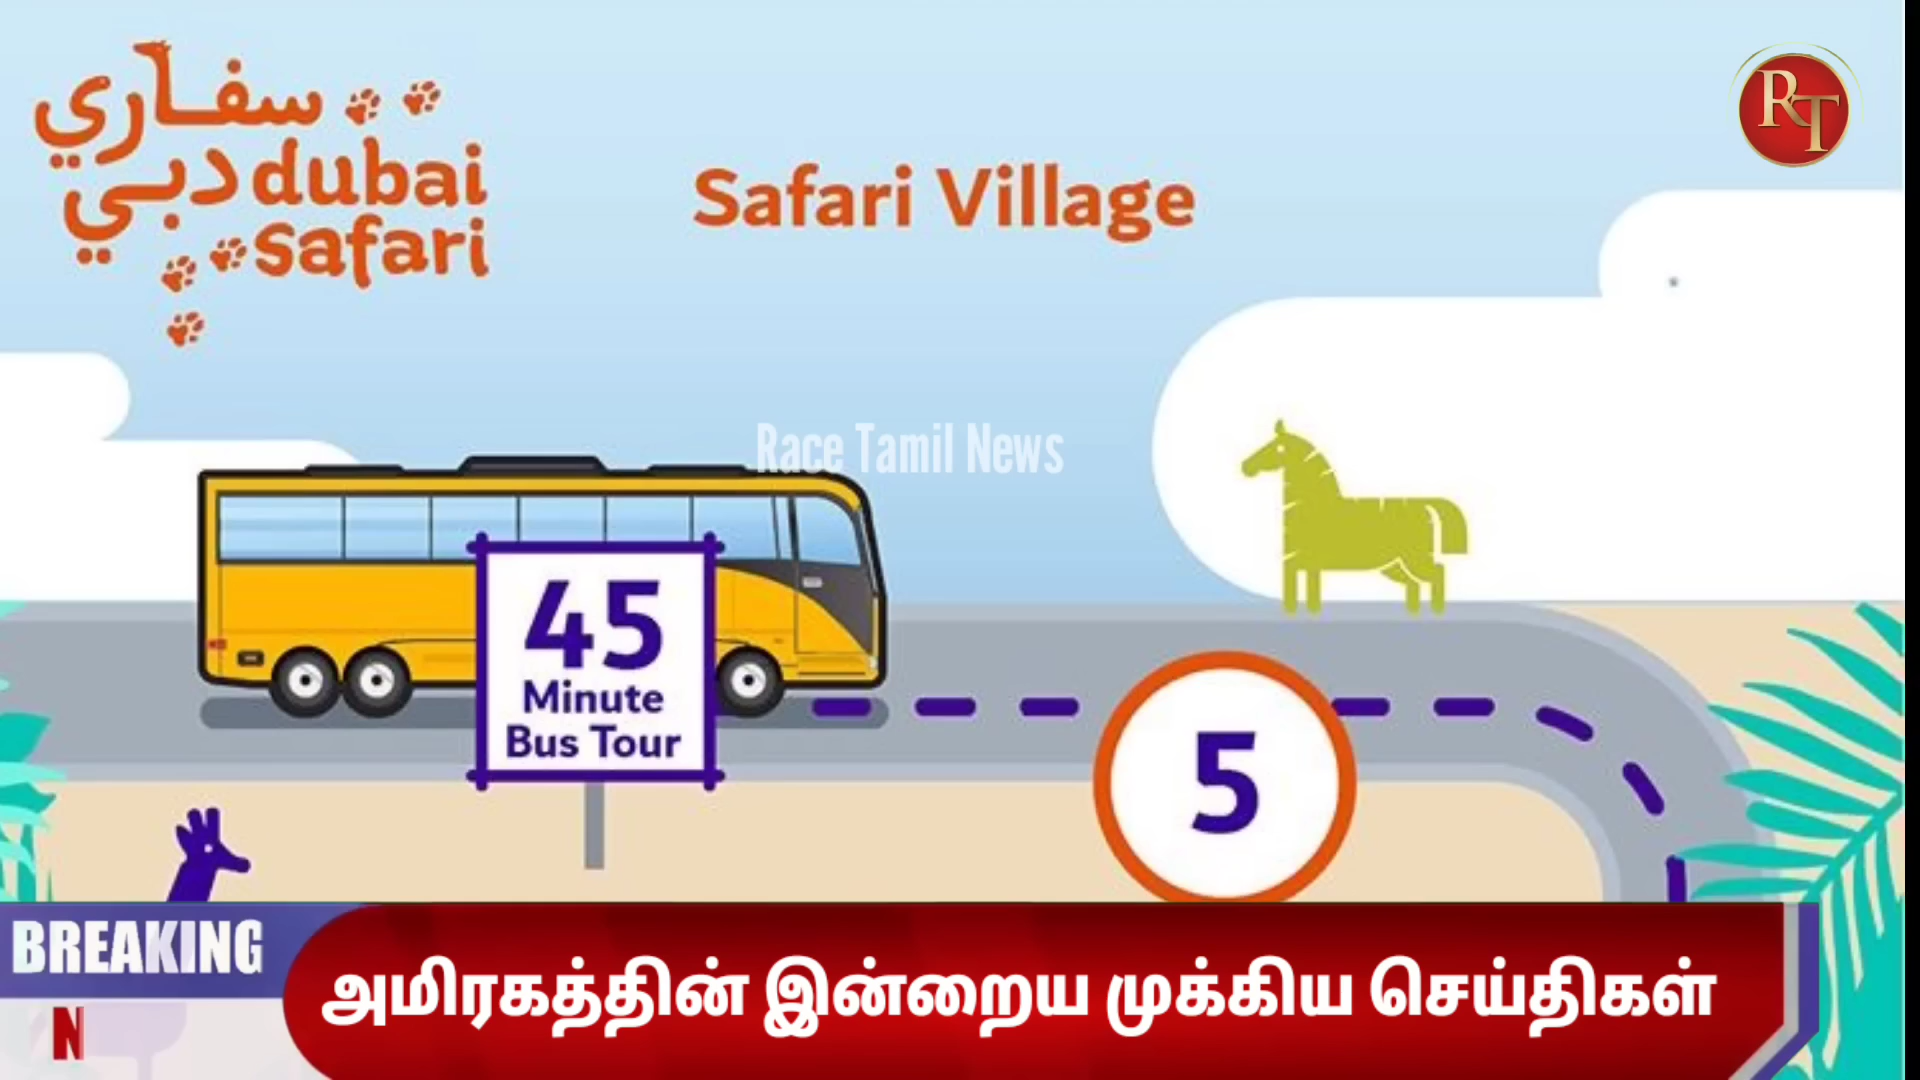 سفاري
دبي dubai
safari
Safari Village
RT
Race Tamil News
45
Minute
Bus Tour
5
BREAKING
N
அமிரகத்தின் இன்றைய முக்கிய செய்திகள்